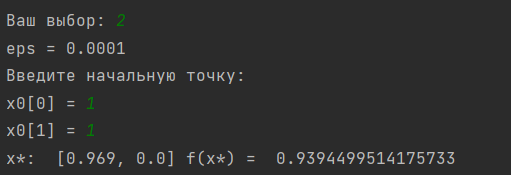 Ваш выбор: 2
eps = 0.0001
Введите начальную точку:
x0[0] = 1
x0[1] = 1
x*:  [0.969, 0.0] f(x*) =  0.9394499514175733